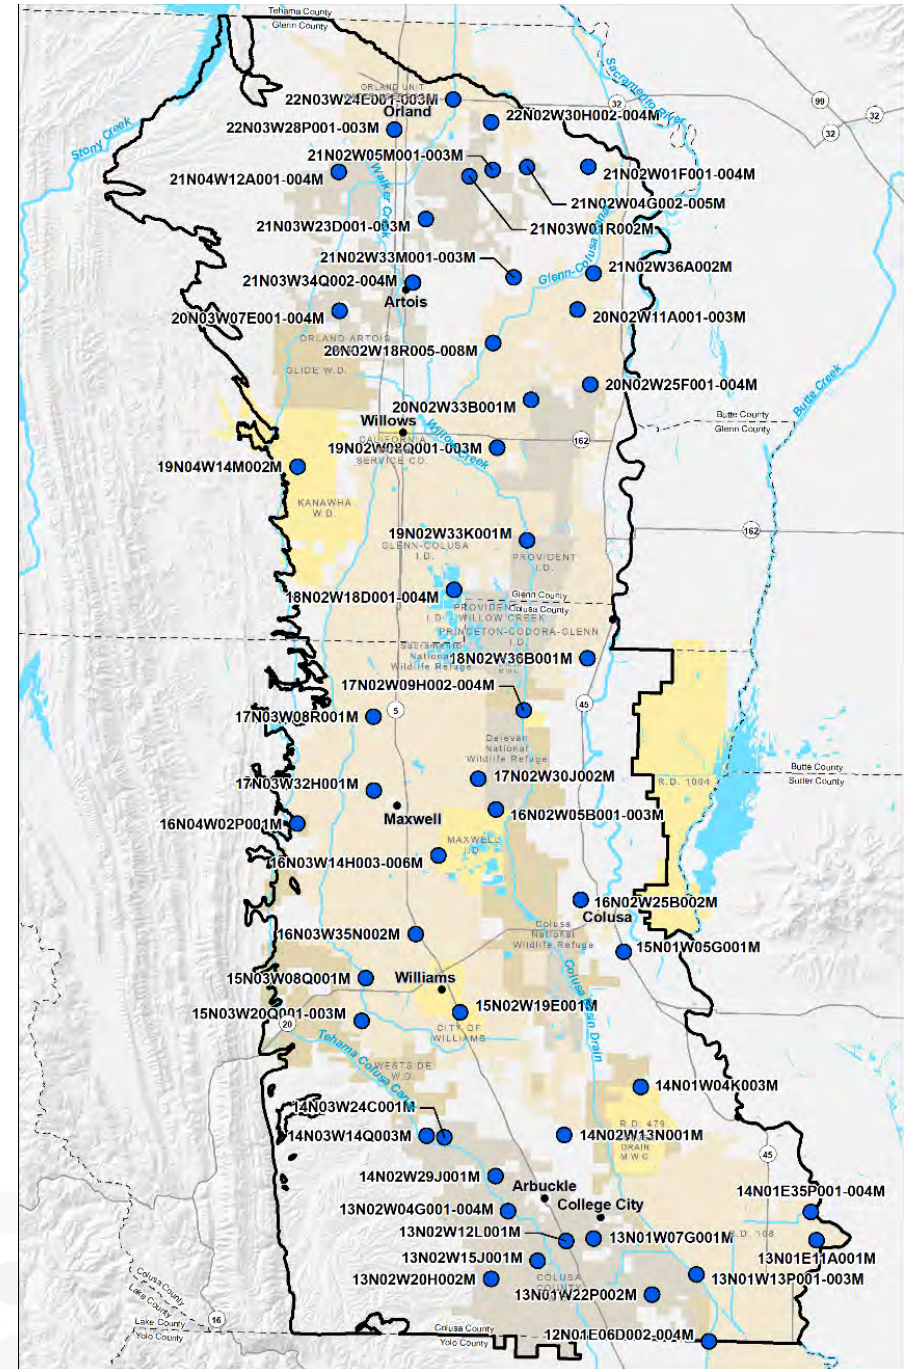 Tehama County
Glenn County
ORLAND UNIT
22N03W24E001-003M
Orland
22N02W30H002-004M
Sacramento River
32
99
32
32
22N03W28P001-003M
Stony Creek
21N02W05M001-003M
21N04W12A001-004M
Walker Creek
21N02W01F001-004M
21N02W04G002-005M
21N03W01R002M
21N03W23D001-003M
21N02W33M001-003M
Glenn-Colusa Canal
21N02W36A002M
21N03W34Q002-004M
Artois
20N03W07E001-004M
20N02W11A001-003M
ORLAND-ARTOIS
20N02W18R005-008M
GLIDE W.D.
20N02W25F001-004M
Butte Creek
20N02W33B001M
Butte County
Glenn County
Willows
Willow Creek
CALIFORNIA
19N02W08Q001-003M
SERVICE CO.
162
19N04W14M002M
KANAWHA
W.D.
162
19N02W33K001M
GLENN-COLUSA
I.D.
PROVIDENT
I.D.
18N02W18D001-004M
Glenn County
Colusa County
PROVIDENT
I.D.
WILLOW CREEK
PRINCETON-CODORA-GLENN
I.D.
Sacramento
National
Wildlife Refuge
18N02W36B001M
M.W.C.
17N02W09H002-004M
17N03W08R001M
5
45
Delevan
National
Wildlife Refuge
Butte County
Sutter County
R.D. 1004
17N02W30J002M
17N03W32H001M
Maxwell
16N02W05B001-003M
16N04W02P001M
MAXWELL
I.D.
16N03W14H003-006M
16N02W25B002M
Colusa
Colusa
National
Wildlife Refuge
16N03W35N002M
15N01W05G001M
Colusa Basin Drain
15N03W08Q001M
Williams
15N03W20Q001-003M
15N02W19E001M
20
CITY OF
WILLIAMS
Tehama Colusa Canal
WESTSIDE
W.D.
14N01W04K003M
14N03W24C001M
14N03W14Q003M
14N02W13N001M
R.D. 479
DRAIN
M.W.C.
45
14N02W29J001M
Arbuckle
14N01E35P001-004M
College City
13N02W04G001-004M
13N02W12L001M
13N01W07G001M
R.D. 108
13N01E11A001M
13N02W15J001M
13N01W13P001-003M
13N02W20H002M
COLUSA
COUNTY
13N01W22P002M
Colusa County
Lake County
Lake County
Yolo County
16
Colusa County
Yolo County
12N01E06D002-004M